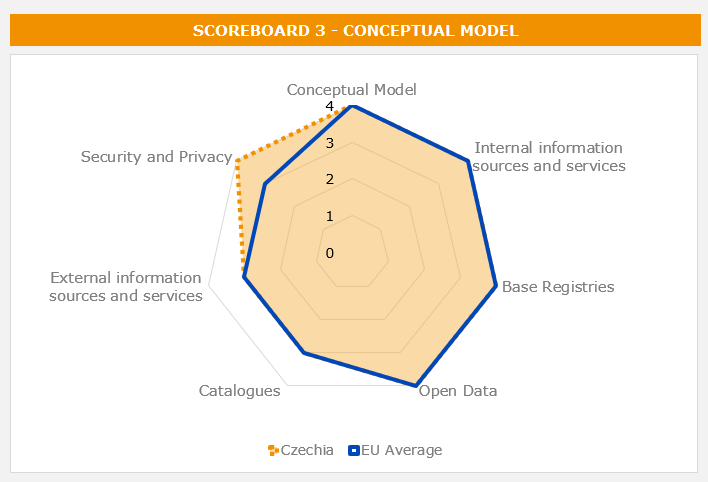 SCOREBOARD 3 - CONCEPTUAL MODEL
Conceptual Model
4
Internal information
sources and services
Security and Privacy
3
2
1
0
External information
sources and services
Base Registries
Catalogues
Open Data
Czechia
EU Average